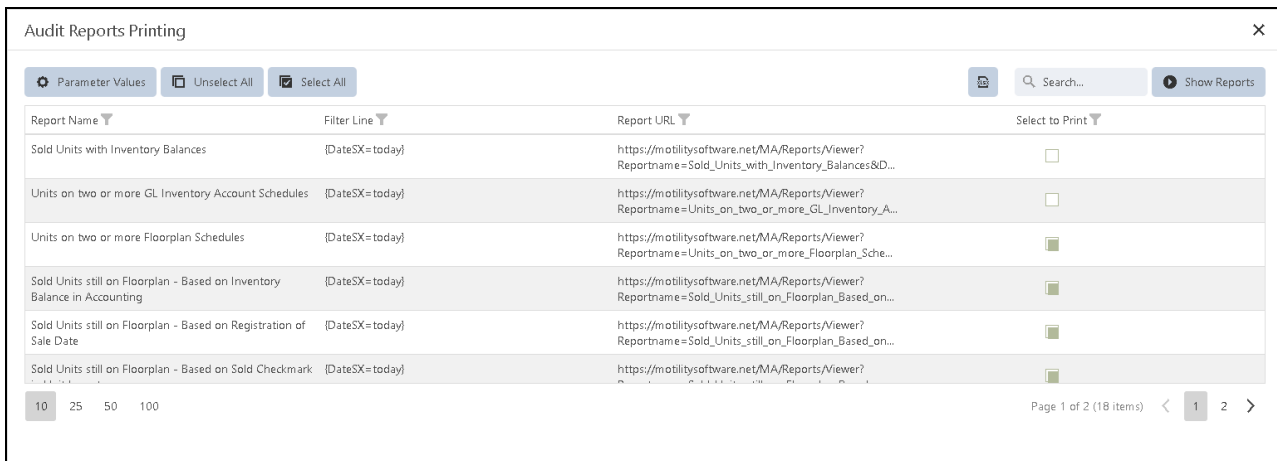 Audit Reports Printing
Parameter Values Unselect All Select All Search... Show Reports
Report Name Filter Line Report URL Select to Print
Sold Units with Inventory Balances {DateSX=today} https://motilitysoftware.net/MA/Reports/Viewer?
Reportname=Sold_Units_with_Inventory_Balances&D...
Units on two or more GL Inventory Account Schedules {DateSX=today} https://motilitysoftware.net/MA/Reports/Viewer?
Reportname=Units_on_two_or_more_GL_Inventory_A...
Units on two or more Floorplan Schedules {DateSX=today} https://motilitysoftware.net/MA/Reports/Viewer?
Reportname=Units_on_two_or_more_Floorplan_Sche...
Sold Units still on Floorplan - Based on Inventory {DateSX=today} https://motilitysoftware.net/MA/Reports/Viewer?
Balance in Accounting Reportname=Sold_Units_still_on_Floorplan_Based_on...
Sold Units still on Floorplan - Based on Registration of {DateSX=today} https://motilitysoftware.net/MA/Reports/Viewer?
Sale Date Reportname=Sold_Units_still_on_Floorplan_Based_on...
Sold Units still on Floorplan - Based on Sold Checkmark {DateSX=today} https://motilitysoftware.net/MA/Reports/Viewer?
10 25 50 100 Page 1 of 2 (18 items) 1 2